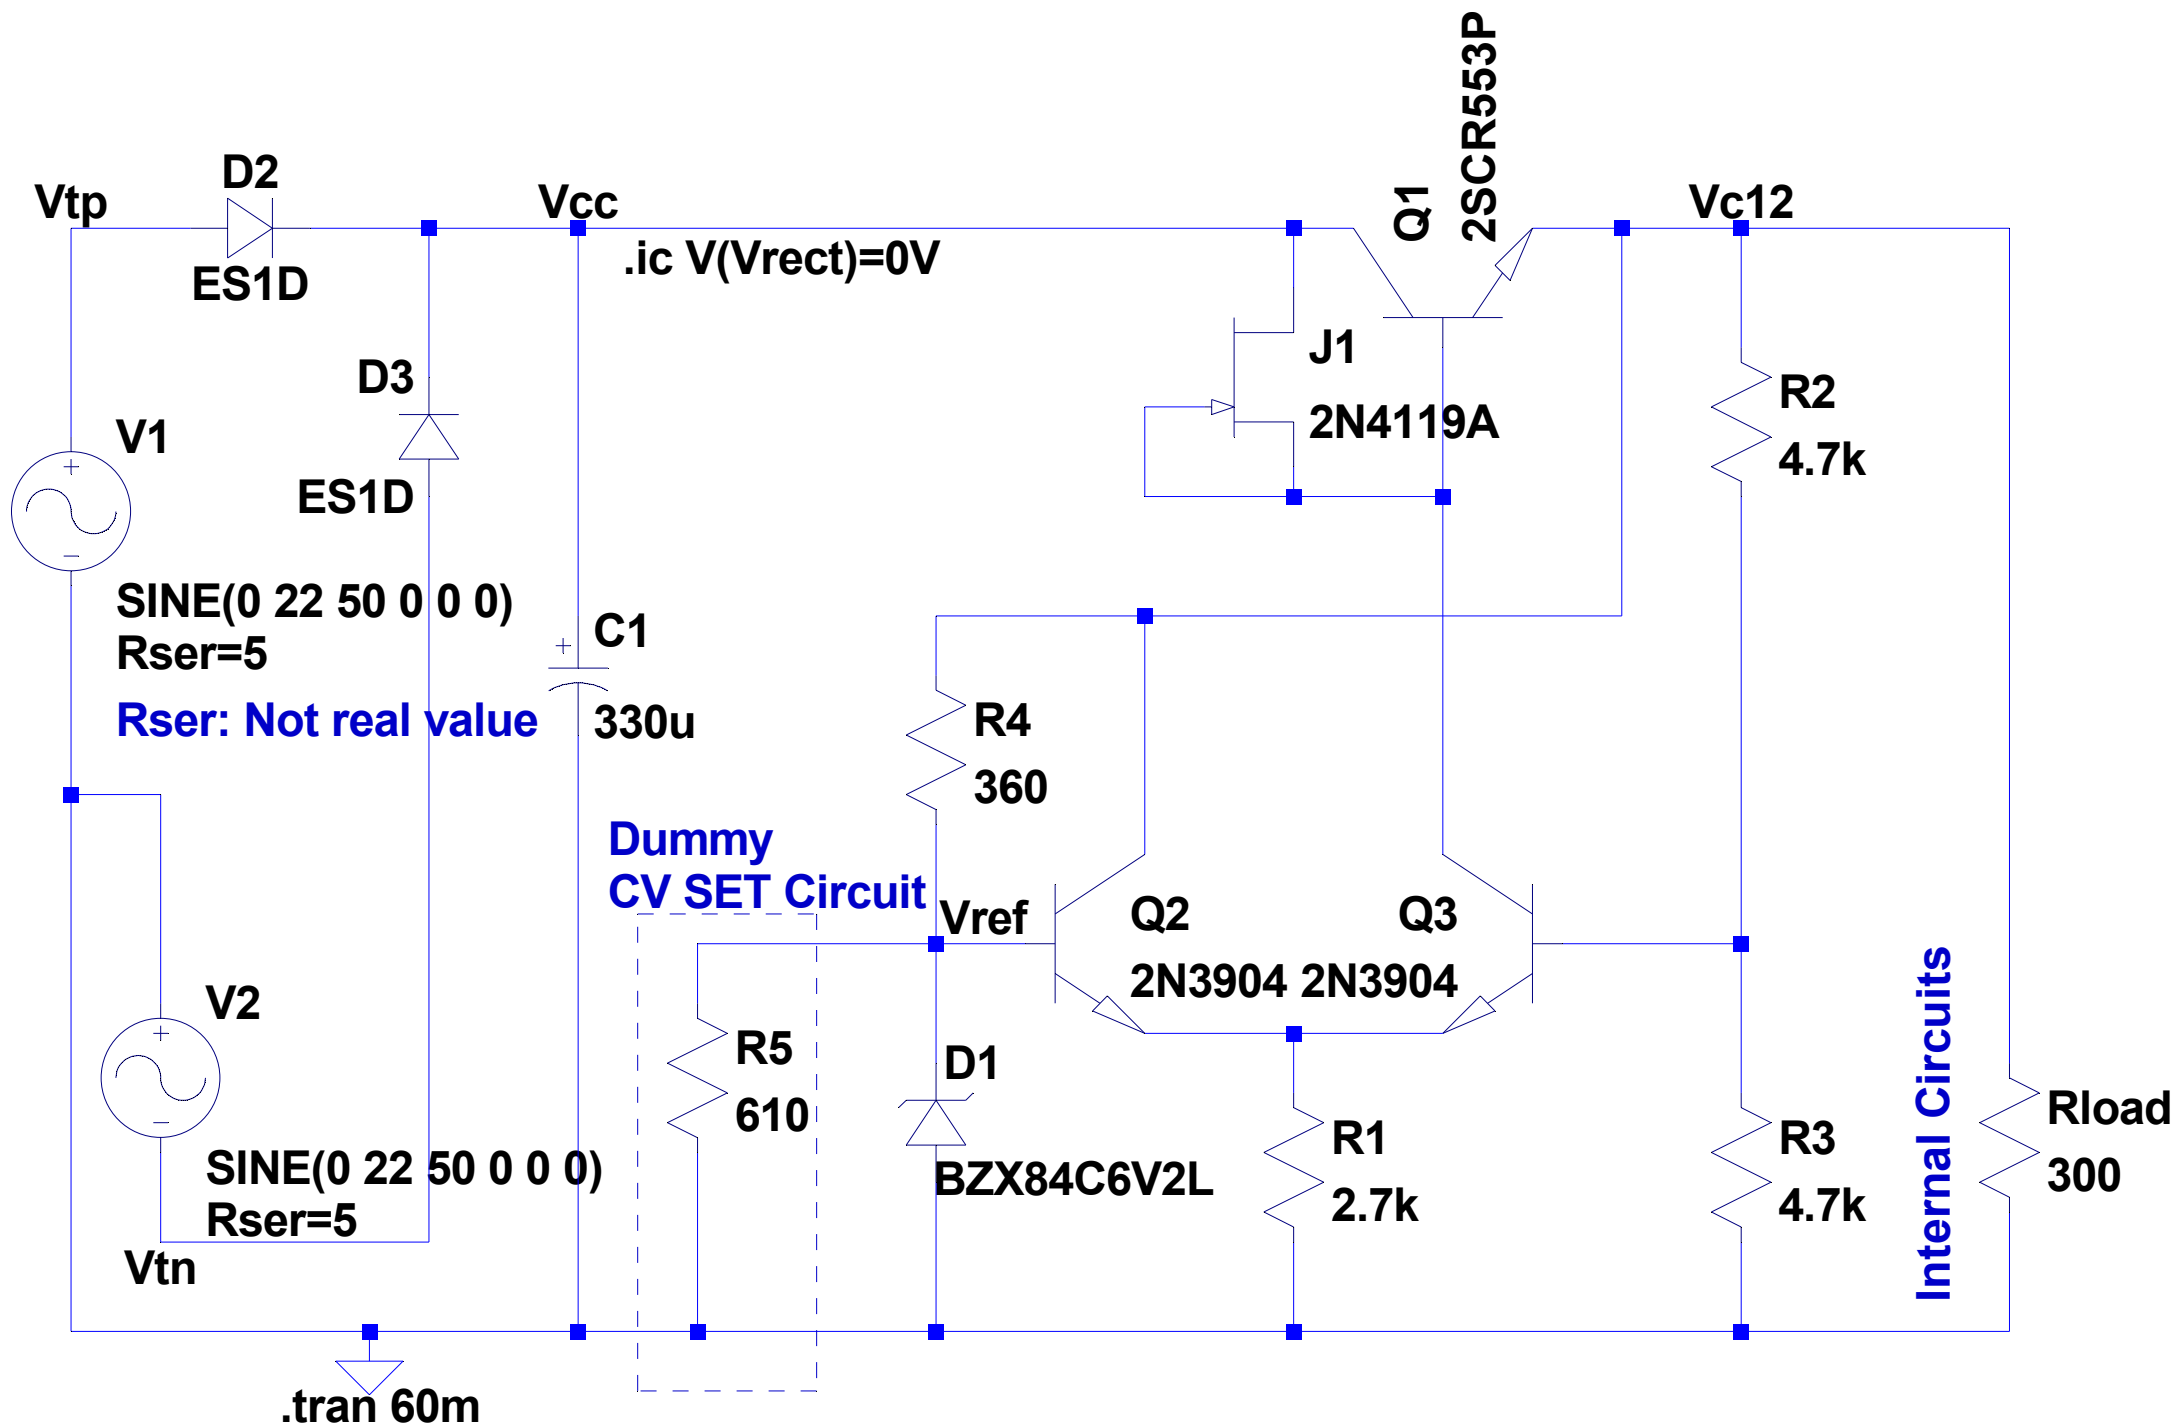 2SCR553P
Q1
D2
Vtp
Vcc
Vc12
.ic V(Vrect)=0V
ES1D
J1
D3
R2
2N4119A
V1
4.7k
ES1D
SINE(0 22 50 0 0 0)
Rser=5
C1
Rser: Not real value
330u
R4
360
Dummy
CV SET Circuit
Vref
Q2
Q3
2N3904
2N3904
V2
R5
D1
610
Internal Circuits
Rload
R1
R3
300
SINE(0 22 50 0 0 0)
BZX84C6V2L
2.7k
4.7k
Rser=5
Vtn
.tran 60m